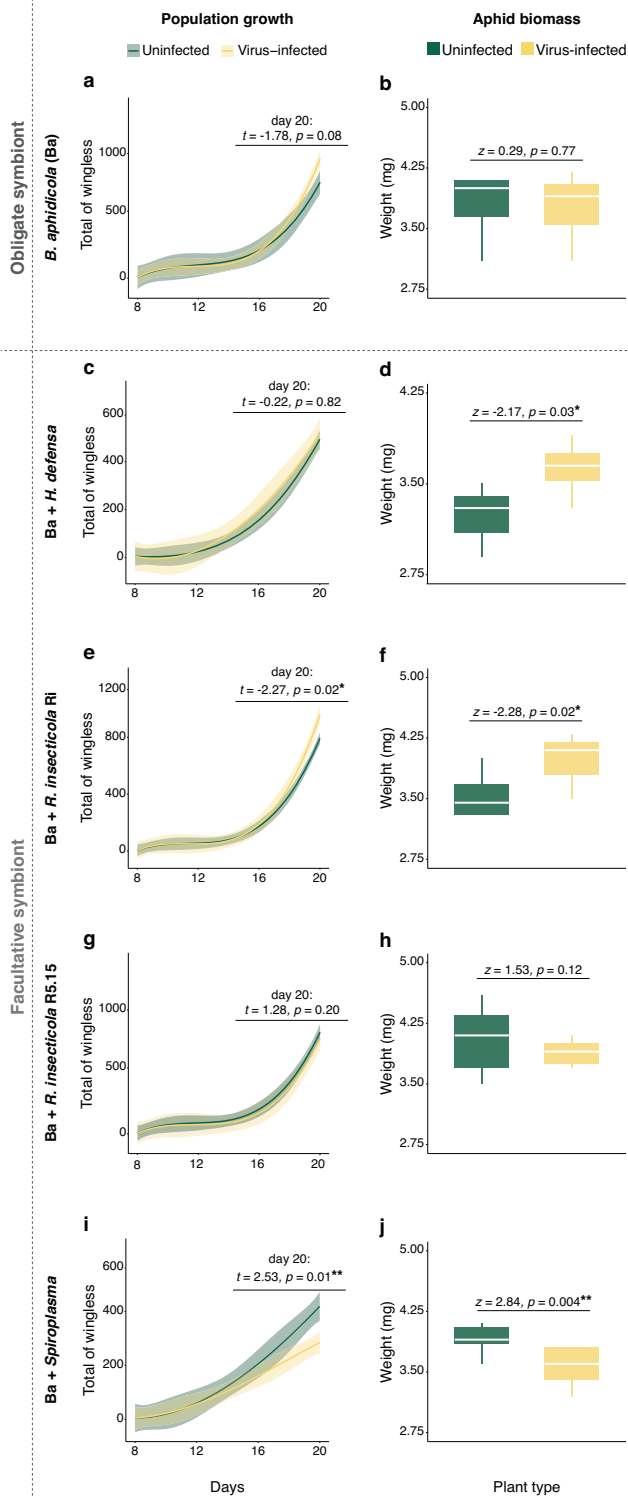 Population growth
Aphid biomass
Uninfected Virus−infected
Uninfected Virus-infected
Obligate symbiont
Facultative symbiont
B. aphidicola (Ba)
a
day 20:
t = -1.78, p = 0.08
Total of wingless
1000
500
0
8 12 16 20
b
z = 0.29, p = 0.77
Weight (mg)
5.00
4.25
3.50
2.75
Ba + H. defensa
c
day 20:
t = -0.22, p = 0.82
Total of wingless
600
400
200
0
8 12 16 20
d
z = -2.17, p = 0.03*
Weight (mg)
4.25
3.50
2.75
Ba + R. insecticola Ri
e
day 20:
t = -2.27, p = 0.02*
Total of wingless
1200
800
400
0
8 12 16 20
f
z = -2.28, p = 0.02*
Weight (mg)
5.00
4.25
3.50
2.75
Ba + R. insecticola R5.15
g
day 20:
t = 1.28, p = 0.20
Total of wingless
1000
500
0
8 12 16 20
h
z = 1.53, p = 0.12
Weight (mg)
5.00
4.25
3.50
2.75
Ba + Spiroplasma
i
day 20:
t = 2.53, p = 0.01**
Total of wingless
400
200
0
8 12 16 20
j
z = 2.84, p = 0.004**
Weight (mg)
5.00
4.25
3.50
2.75
Days
Plant type